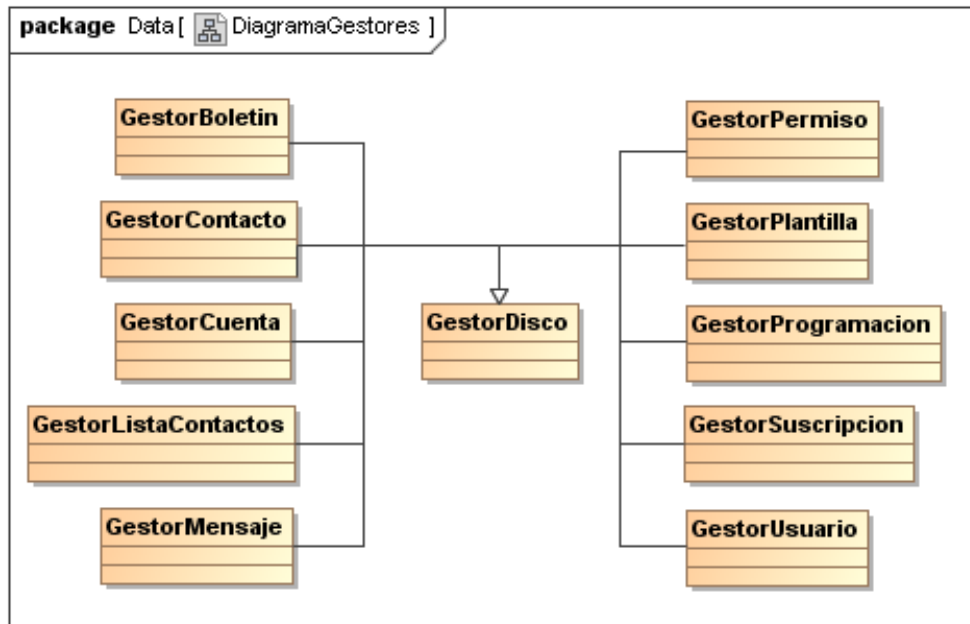 package Data [ DiagramaGestores ]
GestorBoletin
GestorContacto
GestorCuenta
GestorListaContactos
GestorMensaje
GestorDisco
GestorPermiso
GestorPlantilla
GestorProgramacion
GestorSuscripcion
GestorUsuario